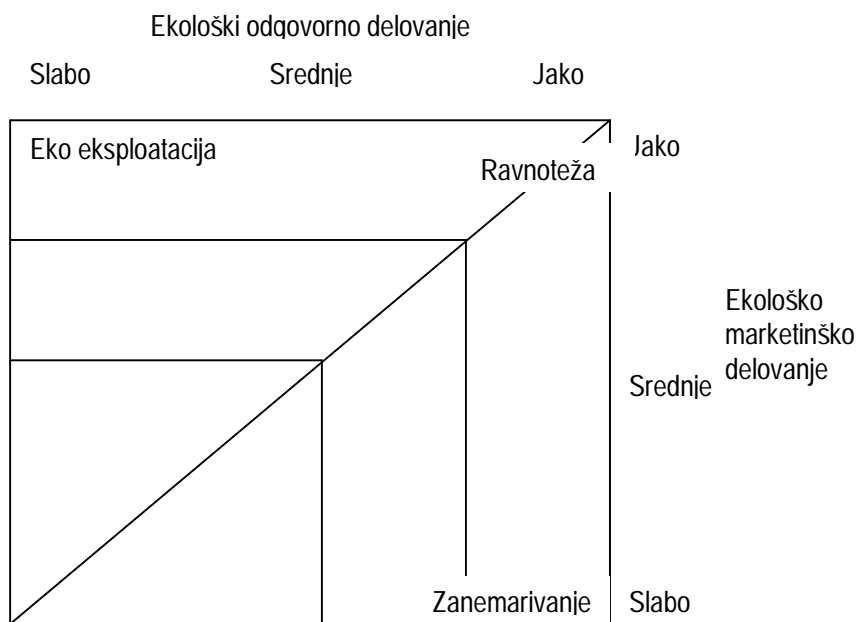 Ekološki odgovorno delovanje
Slabo Srednje Jako
Eko eksploatacija
Ravnoteža
Jako
Ekološko
marketinško
delovanje
Srednje
Zanemarivanje
Slabo